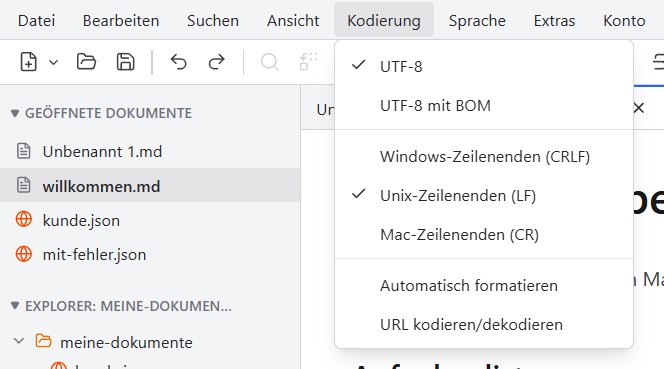 Datei Bearbeiten Suchen Ansicht Kodierung Sprache Extras Konto
UTF-8
UTF-8 mit BOM
Windows-Zeilenenden (CRLF)
Unix-Zeilenenden (LF)
Mac-Zeilenenden (CR)
Automatisch formatieren
URL kodieren/dekodieren
GEÖFFNETE DOKUMENTE
Unbenannt 1.md
willkommen.md
kunde.json
mit-fehler.json
EXPLORER: MEINE-DOKUMEN...
meine-dokumente